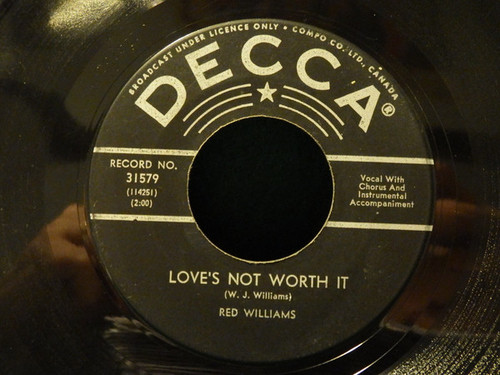 BROADCAST UNDER LICENCE ONLY • COMPO CO. LTD., CANADA
DECCA®
RECORD NO.
31579
(114251)
(2:00)
Vocal With
Chorus And
Instrumental
Accompaniment
LOVE'S NOT WORTH IT
(W. J. Williams)
RED WILLIAMS